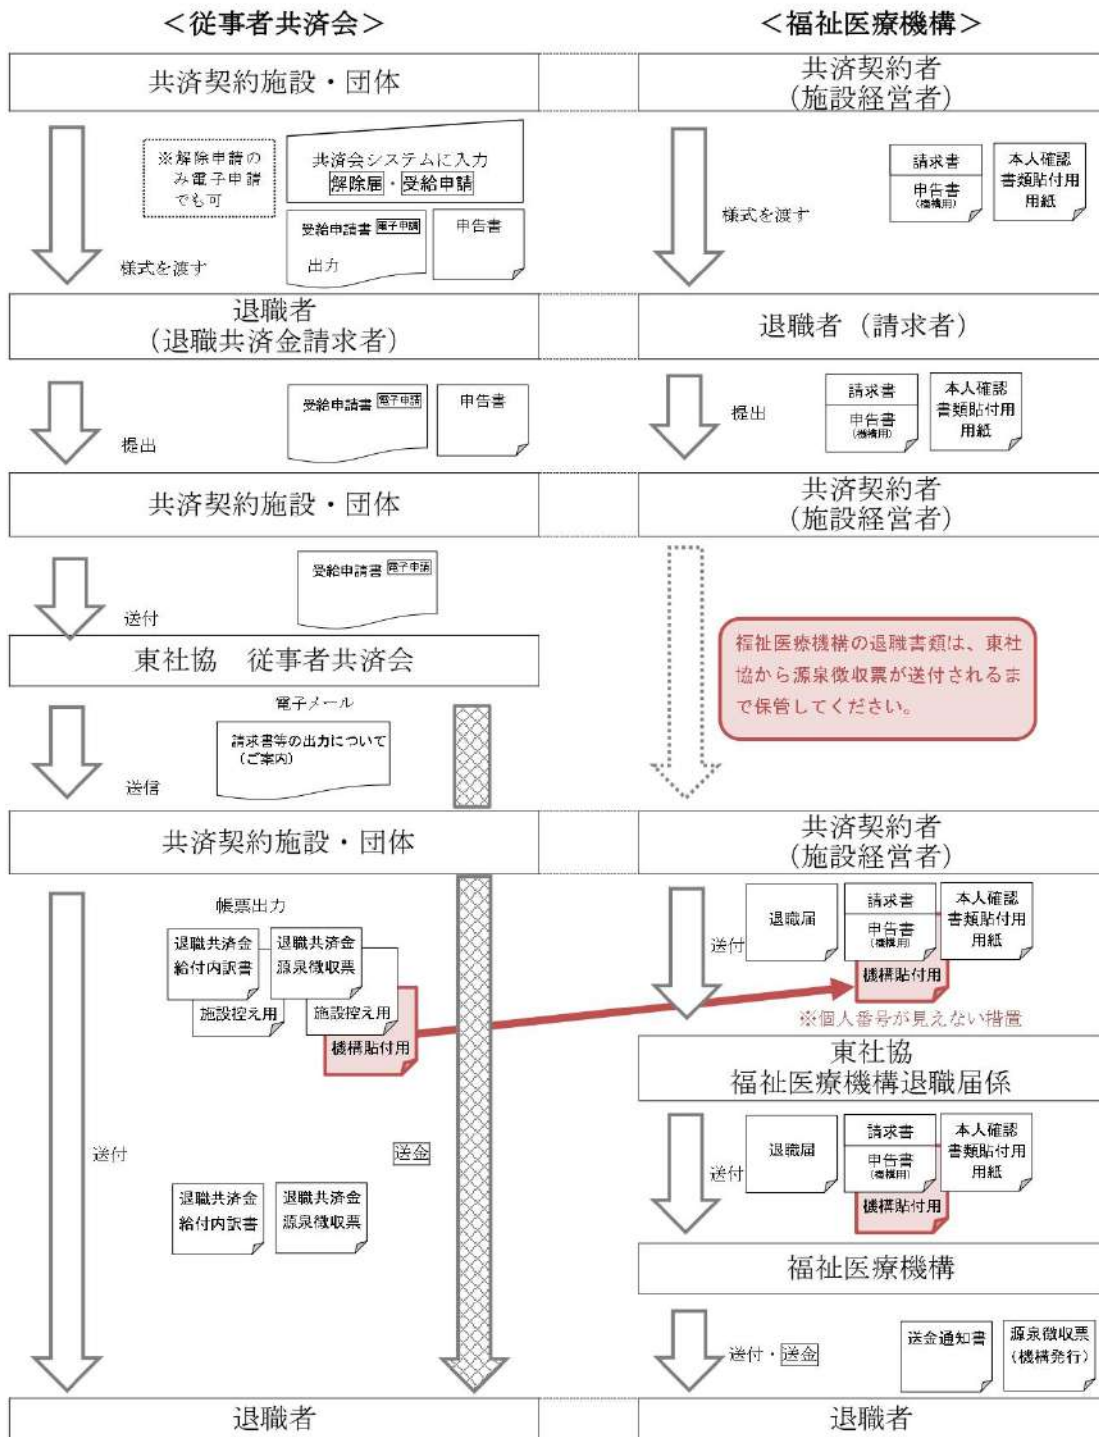 ＜従事者共済会＞
＜福祉医療機構＞
共済契約施設・団体
共済契約者
（施設経営者）
※解除申請の
み電子申請
でも可
共済会システムに入力
解除届・受給申請
受給申請書 電子申請
出力
申告書
様式を渡す
請求書
申告書
（機構用）
本人確認
書類貼付用
用紙
様式を渡す
退職者
（退職共済金請求者）
退職者（請求者）
受給申請書 電子申請
申告書
提出
請求書
申告書
（機構用）
本人確認
書類貼付用
用紙
提出
共済契約施設・団体
共済契約者
（施設経営者）
受給申請書 電子申請
送付
東社協　従事者共済会
福祉医療機構の退職書類は、東社
協から源泉徴収票が送付されるま
で保管してください。
電子メール
請求書等の出力について
（ご案内）
送信
共済契約施設・団体
共済契約者
（施設経営者）
帳票出力
退職共済金
給付内訳書
施設控え用
退職共済金
源泉徴収票
施設控え用
機構貼付用
送付
退職届
請求書
申告書
（機構用）
本人確認
書類貼付用
用紙
機構貼付用
※個人番号が見えない措置
東社協
福祉医療機構退職届係
送付
送金
退職共済金
給付内訳書
退職共済金
源泉徴収票
送付
退職届
請求書
申告書
（機構用）
本人確認
書類貼付用
用紙
機構貼付用
福祉医療機構
送付・送金
送金通知書
源泉徴収票
（機構発行）
退職者
退職者